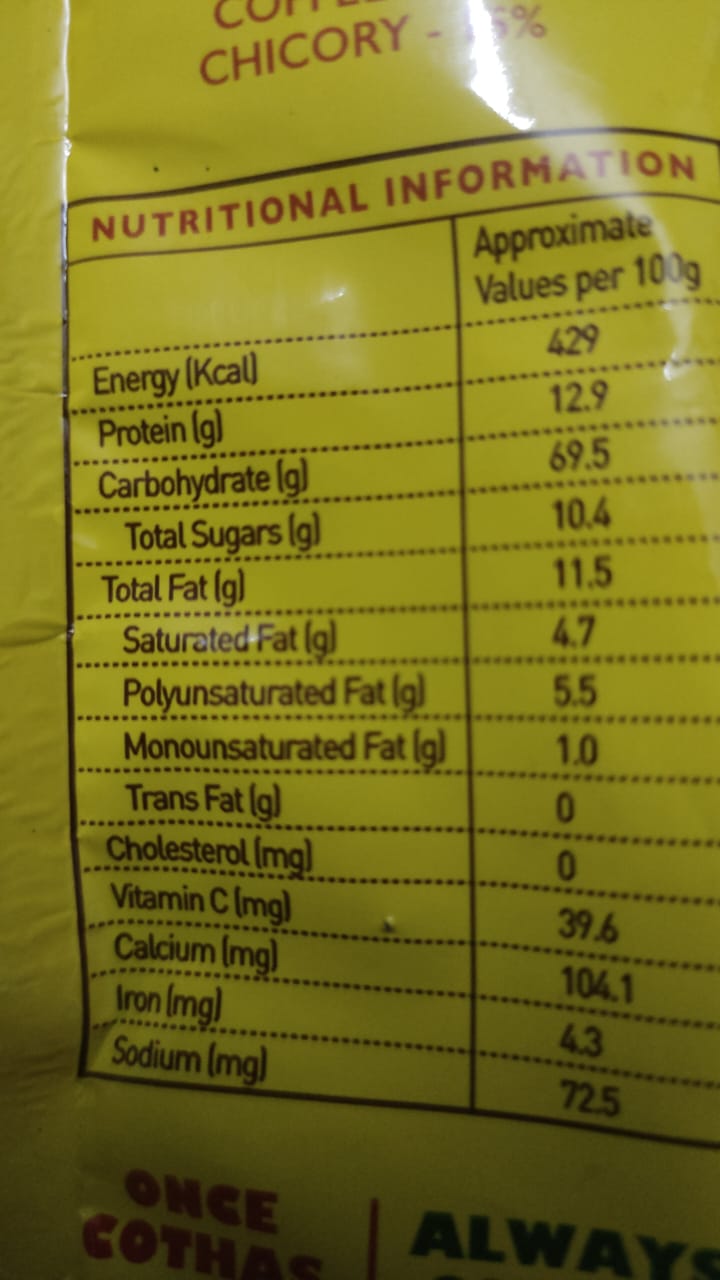 CHICORY -
NUTRITIONAL INFORMATION
Approximate
Values per 100g
Energy (Kcal) 429
Protein (g) 12.9
Carbohydrate (g) 69.5
Total Sugars (g) 10.4
Total Fat (g) 11.5
Saturated Fat (g) 4.7
Polyunsaturated Fat (g) 5.5
Monounsaturated Fat (g) 1.0
Trans Fat (g) 0
Cholesterol (mg) 0
Vitamin C (mg) 39.6
Calcium (mg) 104.1
Iron (mg) 4.3
Sodium (mg) 72.5
ONCE
COTHAS
ALWAYS